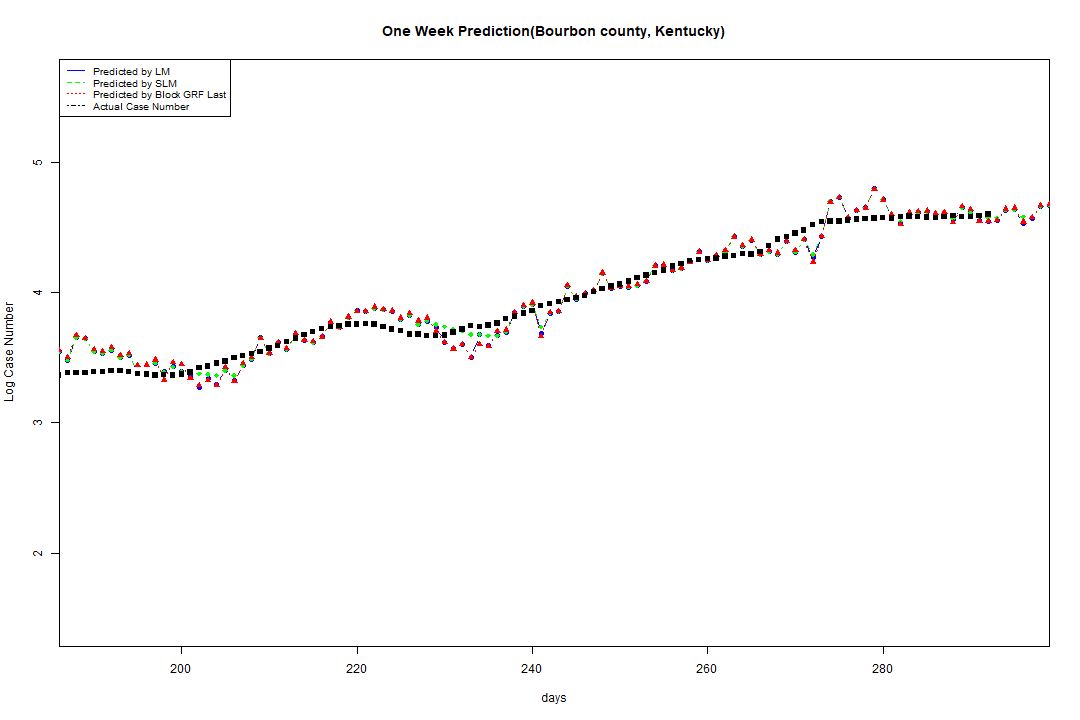 One Week Prediction(Bourbon county, Kentucky)
Predicted by LM
Predicted by SLM
Predicted by Block GRF Last
Actual Case Number
5
4
3
2
Log Case Number
200 220 240 260 280
days